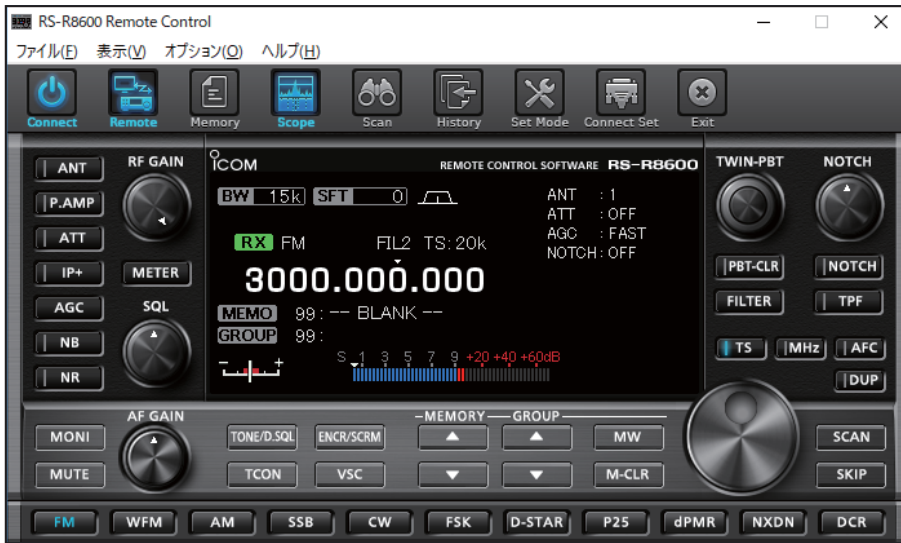 RS-R8600 Remote Control
ファイル(F) 表示(V) オプション(O) ヘルプ(H)
Connect Remote Memory Scope Scan History Set Mode Connect Set Exit
ANT RF GAIN ICOM REMOTE CONTROL SOFTWARE RS-R8600 TWIN-PBT NOTCH
P.AMP BW 15k SFT 0 ANT : 1
ATT : OFF
ATT AGC : FAST
RX FM FIL2 TS:20k NOTCH:OFF
IP+ METER 3000.000.000 PBT-CLR NOTCH
AGC SQL MEMO 99: -- BLANK -- FILTER TPF
GROUP 99:
NB S 1 3 5 7 9 +20 +40 +60dB TS MHz AFC
- +
NR DUP
AF GAIN MEMORY GROUP
MONI TONE/D.SQL ENCR/SCRM MW SCAN
MUTE TCON VSC M-CLR SKIP
FM WFM AM SSB CW FSK D-STAR P25 dPMR NXDN DCR